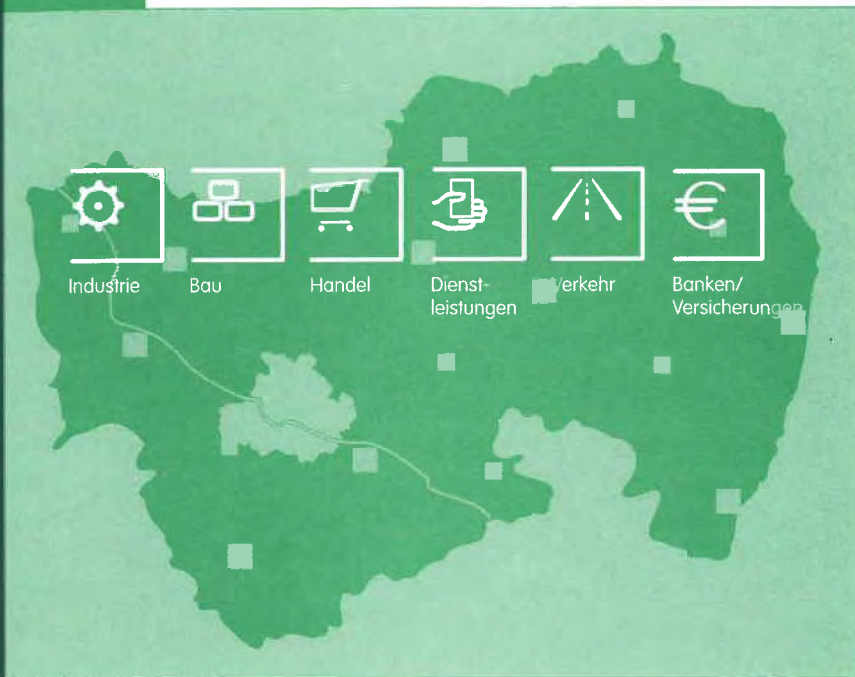 Industrie
Bau
Handel
Dienst-
leistungen
Verkehr
Banken/
Versicherungen